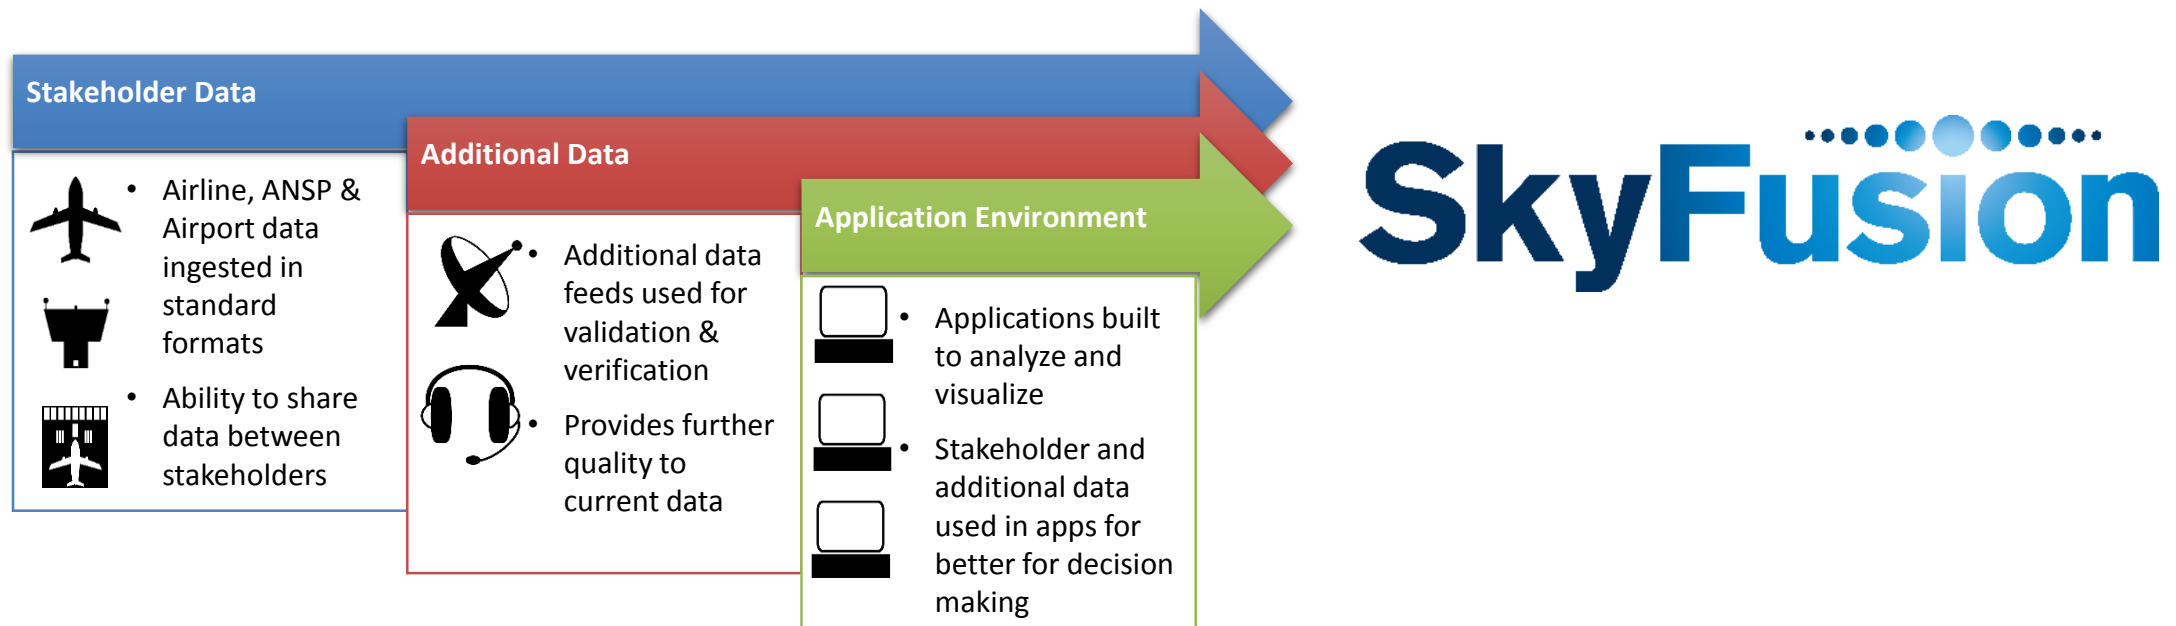 Stakeholder Data
• Airline, ANSP &
Airport data
ingested in
standard
formats
• Ability to share
data between
stakeholders
Additional Data
• Additional data
feeds used for
validation &
verification
• Provides further
quality to
current data
Application Environment
• Applications built
to analyze and
visualize
• Stakeholder and
additional data
used in apps for
better for decision
making
SkyFusion